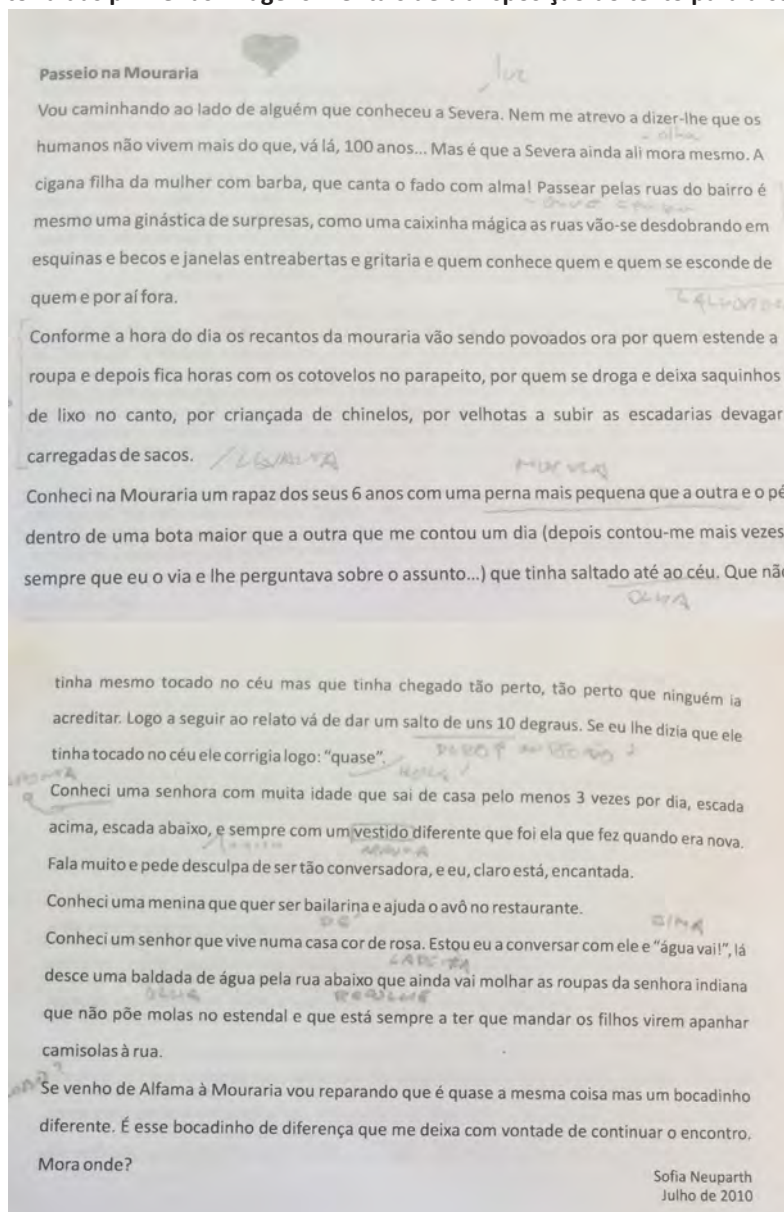 Passeio na Mouraria
luz
Vou caminhando ao lado de alguém que conheceu a Severa. Nem me atrevo a dizer-lhe que os
humanos não vivem mais do que, vá lá, 100 anos... Mas é que a Severa ainda ali mora mesmo. A
cigana filha da mulher com barba, que canta o fado com alma! Passear pelas ruas do bairro é
mesmo uma ginástica de surpresas, como uma caixinha mágica as ruas vão-se desdobrando em
esquinas e becos e janelas entreabertas e gritaria e quem conhece quem e quem se esconde de
quem e por aí fora.
Conforme a hora do dia os recantos da mouraria vão sendo povoados ora por quem estende a
roupa e depois fica horas com os cotovelos no parapeito, por quem se droga e deixa saquinhos
de lixo no canto, por criançada de chinelos, por velhotas a subir as escadarias devagar
carregadas de sacos.
Conheci na Mouraria um rapaz dos seus 6 anos com uma perna mais pequena que a outra e o pé
dentro de uma bota maior que a outra que me contou um dia (depois contou-me mais vezes
sempre que eu o via e lhe perguntava sobre o assunto...) que tinha saltado até ao céu. Que
OLHA
tinha mesmo tocado no céu mas que tinha chegado tão perto, tão perto que ninguém ia
acreditar. Logo a seguir ao relato vá de dar um salto de uns 10 degraus. Se eu lhe dizia que ele
tinha tocado no céu ele corrigia logo: "quase".
Conheci uma senhora com muita idade que sai de casa pelo menos 3 vezes por dia, escada
acima, escada abaixo, e sempre com um vestido diferente que foi ela que fez quando era nova.
Fala muito e pede desculpa de ser tão conversadora, e eu, claro está, encantada.
Conheci uma menina que quer ser bailarina e ajuda o avô no restaurante.
Conheci um senhor que vive numa casa cor de rosa. Estou eu a conversar com ele e "água vai!", lá
desce uma baldada de água pela rua abaixo que ainda vai molhar as roupas da senhora indiana
que não põe molas no estendal e que está sempre a ter que mandar os filhos virem apanhar
camisolas à rua.
Se venho de Alfama à Mouraria vou reparando que é quase a mesma coisa mas um bocadinho
diferente. É esse bocadinho de diferença que me deixa com vontade de continuar o encontro.
Mora onde?
Sofia Neuparth
Julho de 2010